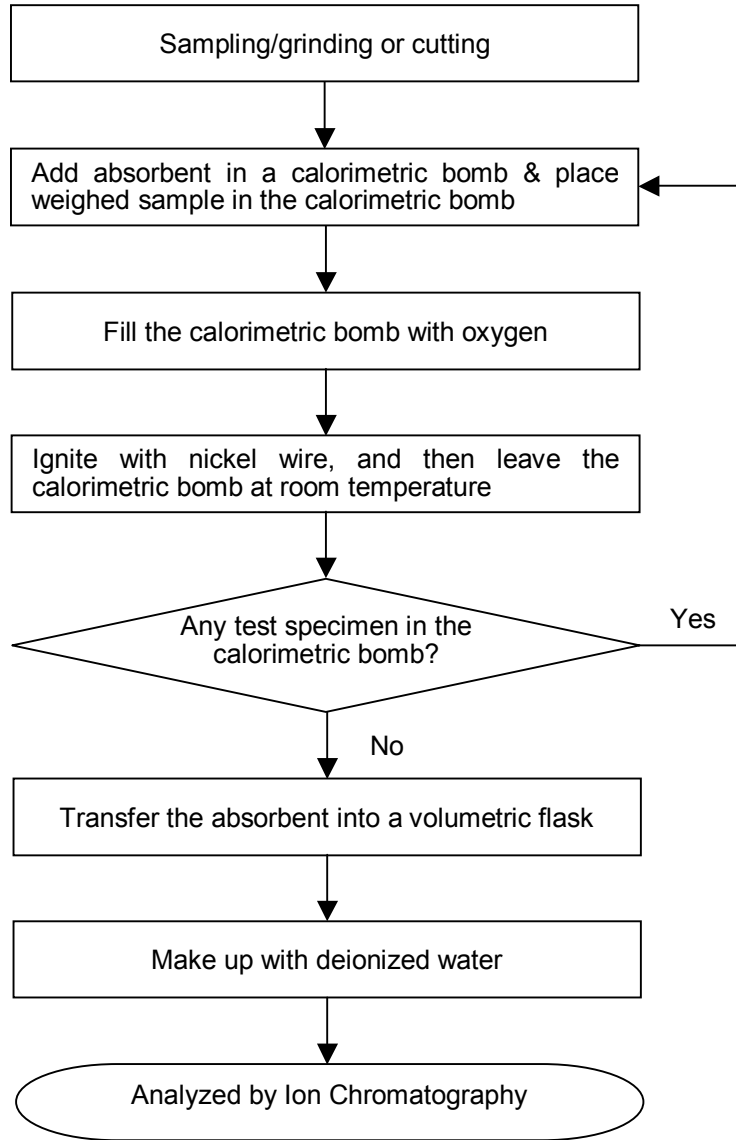 Sampling/grinding or cutting
Add absorbent in a calorimetric bomb & place
weighed sample in the calorimetric bomb
Fill the calorimetric bomb with oxygen
Ignite with nickel wire, and then leave the
calorimetric bomb at room temperature
Any test specimen in the
calorimetric bomb?
Yes
No
Transfer the absorbent into a volumetric flask
Make up with deionized water
Analyzed by Ion Chromatography